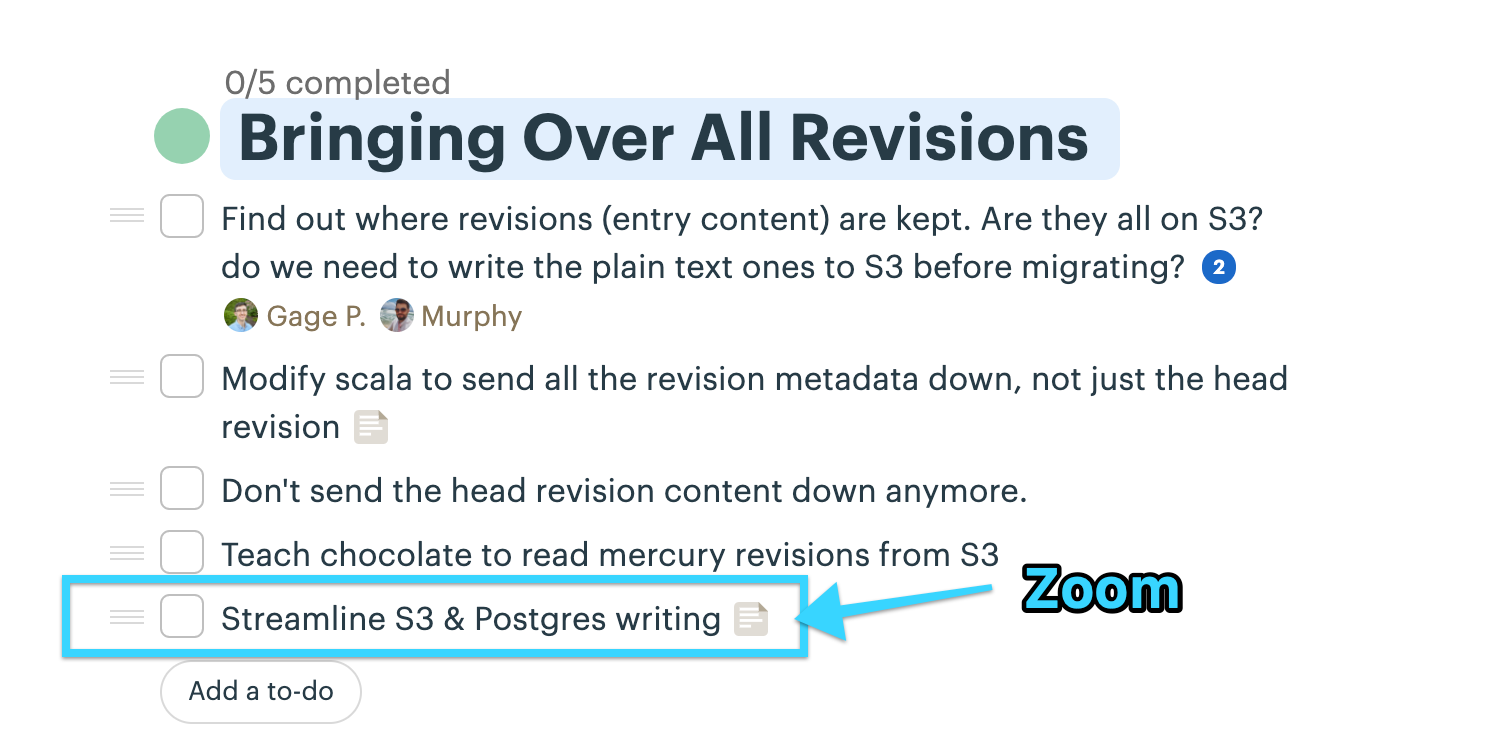 0/5 completed
Bringing Over All Revisions
Find out where revisions (entry content) are kept. Are they all on S3?
do we need to write the plain text ones to S3 before migrating? 2
Gage P. Murphy
Modify scala to send all the revision metadata down, not just the head
revision
Don't send the head revision content down anymore.
Teach chocolate to read mercury revisions from S3
Zoom
Streamline S3 & Postgres writing
Add a to-do